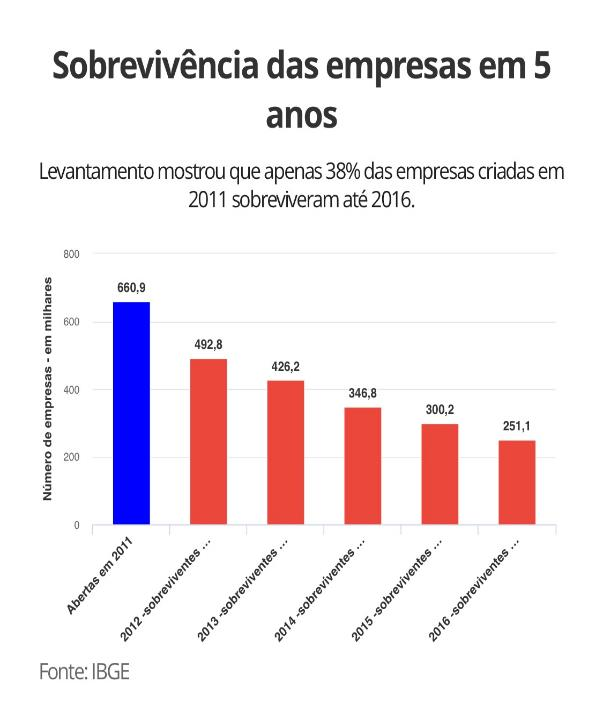 Sobrevivência das empresas em 5
anos
Levantamento mostrou que apenas 38% das empresas criadas em
2011 sobreviveram até 2016.
Número de empresas - em milhares
800
600
400
200
0
660,9
492,8
426,2
346,8
300,2
251,1
Abertas em 2011
2012 -sobreviventes ...
2013 -sobreviventes ...
2014 -sobreviventes ...
2015 -sobreviventes ...
2016 -sobreviventes ...
Fonte: IBGE